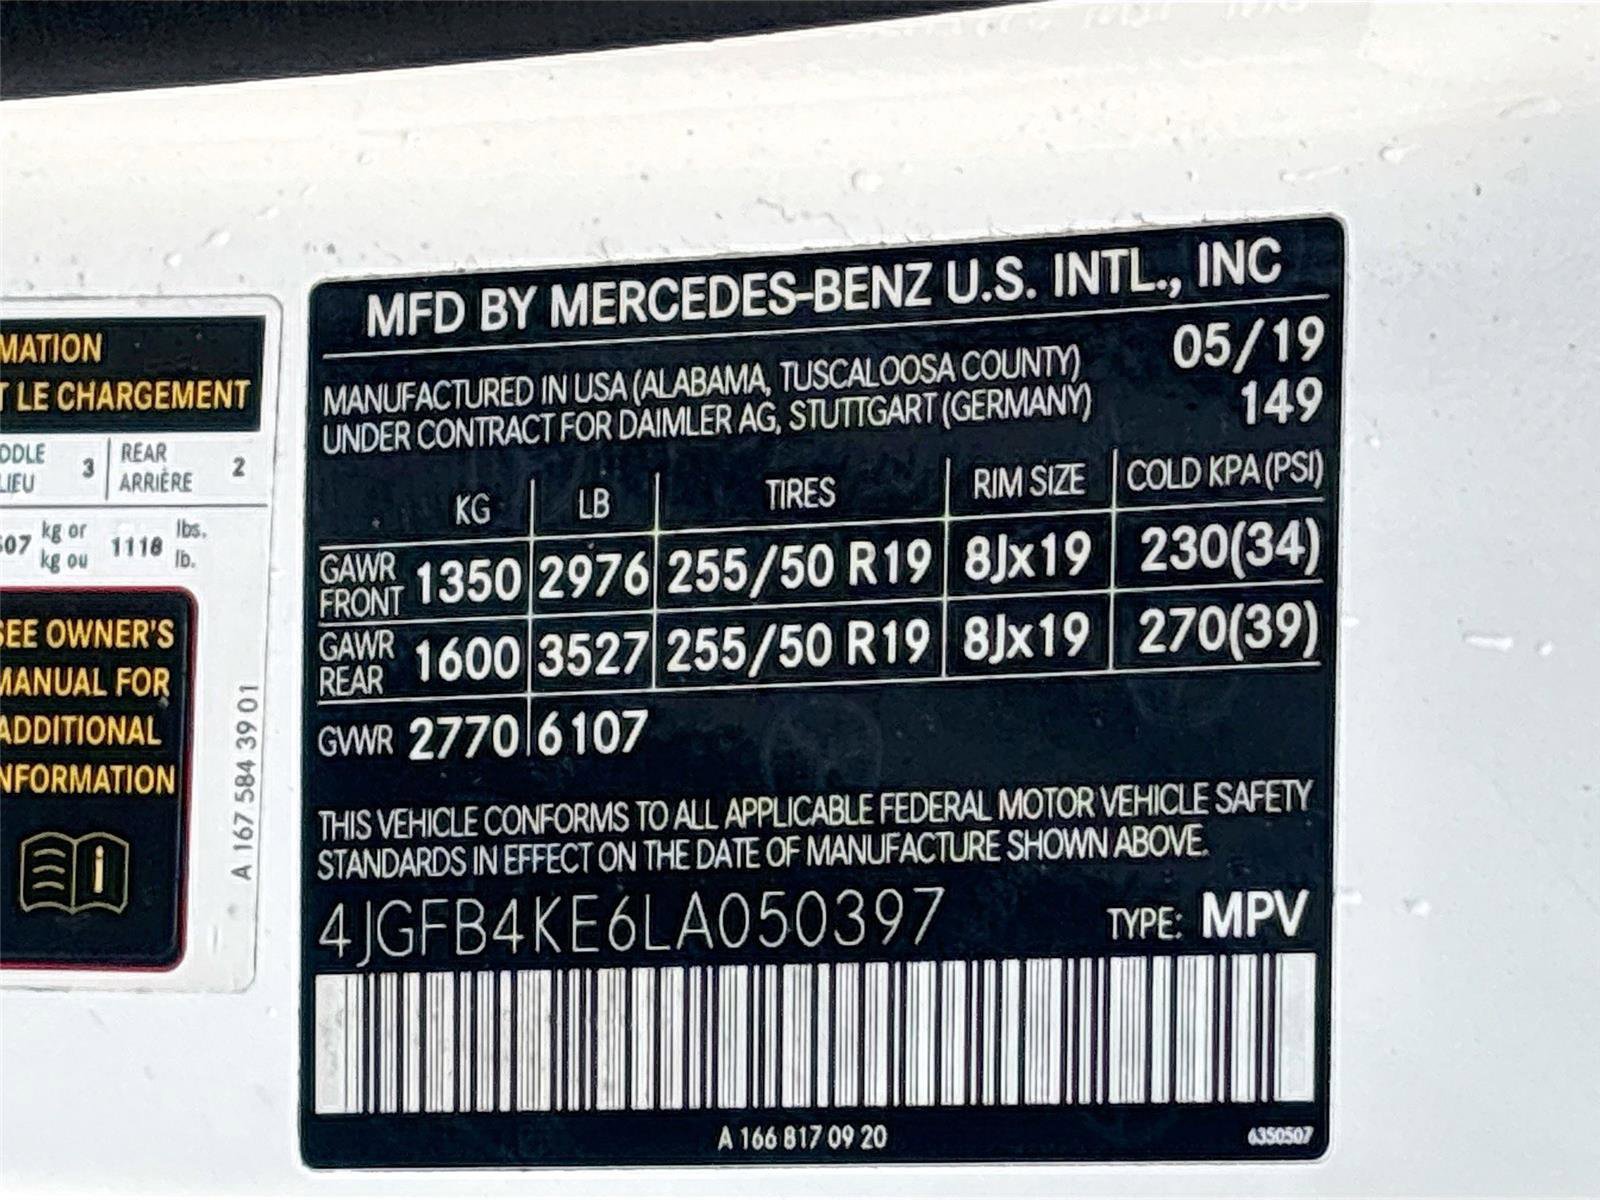 MATION
T LE CHARGEMENT
DDLE 3 REAR 2
LIEU ARRIÈRE
507 kg or 1118 lbs.
kg ou lb.
SEE OWNER'S
MANUAL FOR
ADDITIONAL
INFORMATION
A 167 584 39 01
MFD BY MERCEDES-BENZ U.S. INTL., INC
MANUFACTURED IN USA (ALABAMA, TUSCALOOSA COUNTY) 05/19
UNDER CONTRACT FOR DAIMLER AG, STUTTGART (GERMANY) 149
KG LB TIRES RIM SIZE COLD KPA (PSI)
GAWR FRONT 1350 2976 255/50 R19 8Jx19 230(34)
GAWR REAR 1600 3527 255/50 R19 8Jx19 270(39)
GVWR 2770 6107
THIS VEHICLE CONFORMS TO ALL APPLICABLE FEDERAL MOTOR VEHICLE SAFETY
STANDARDS IN EFFECT ON THE DATE OF MANUFACTURE SHOWN ABOVE.
4JGFB4KE6LA050397 TYPE: MPV
A 166 817 09 20 6350507